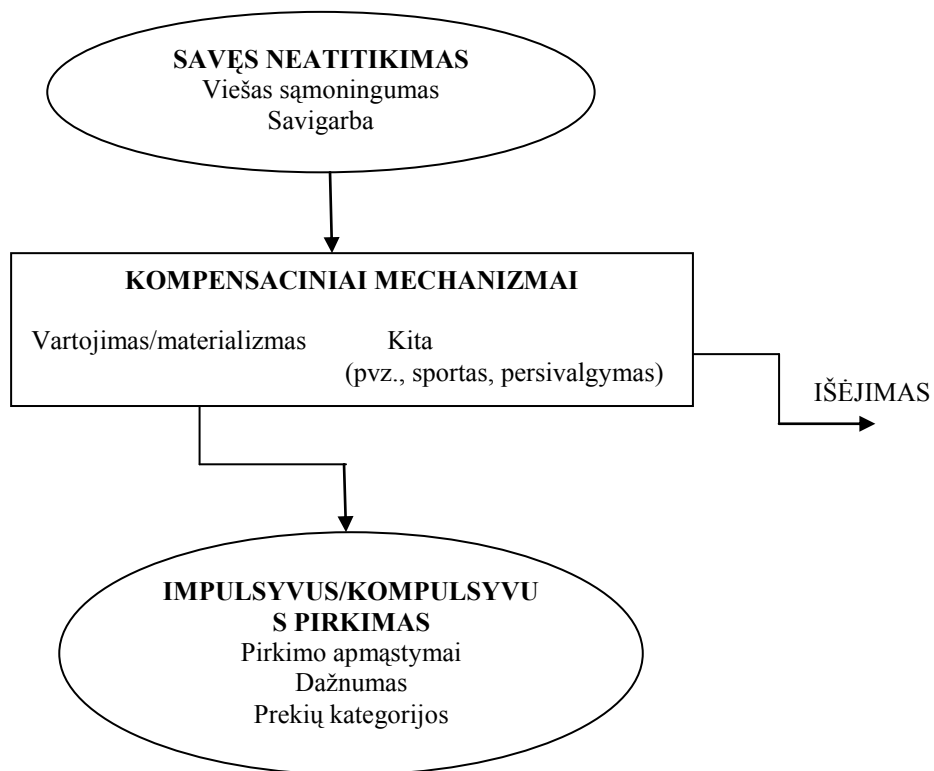 SAVĘS NEATITIKIMAS
Viešas sąmoningumas
Savigarba
KOMPENSACINIAI MECHANIZMAI
Vartojimas/materializmas Kita
(pvz., sportas, persivalgymas)
IŠĖJIMAS
IMPULSYVUS/KOMPULSYVU
S PIRKIMAS
Pirkimo apmąstymai
Dažnumas
Prekių kategorijos